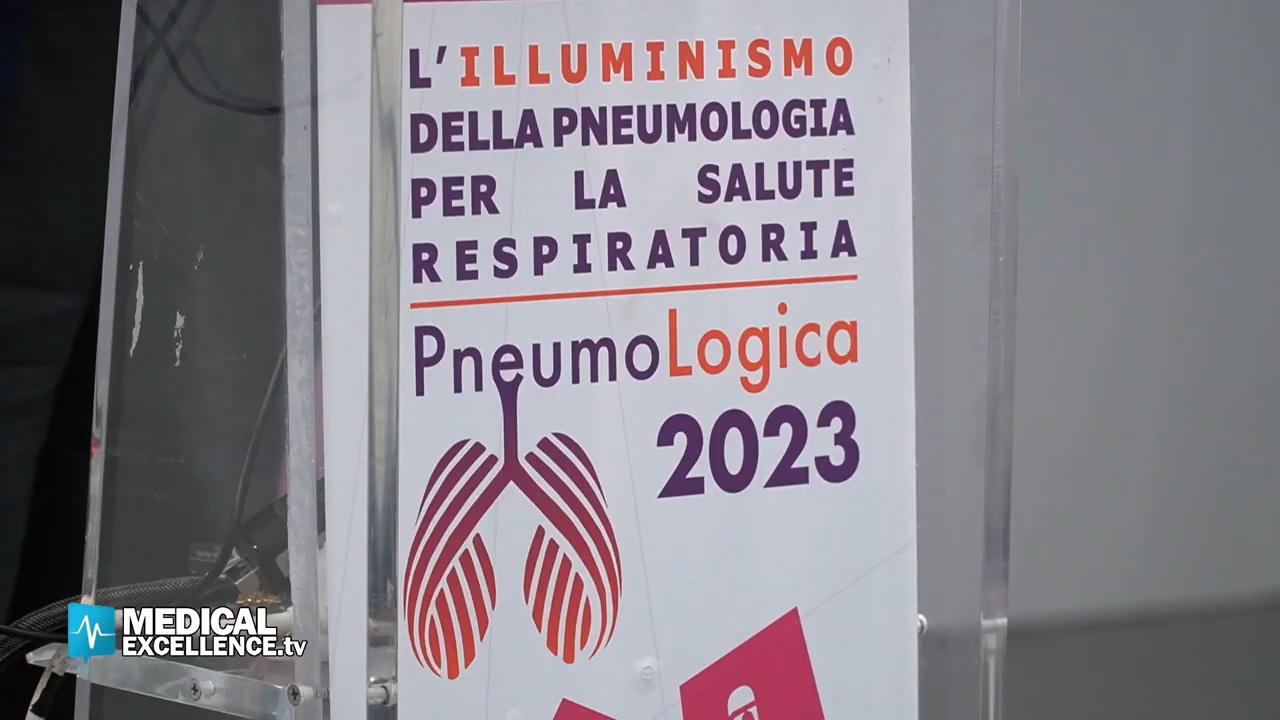 L'ILLUMINISMO
DELLA PNEUMOLOGIA
PER LA SALUTE
RESPIRATORIA
PneumoLogica
2023
MEDICAL
EXCELLENCE.tv